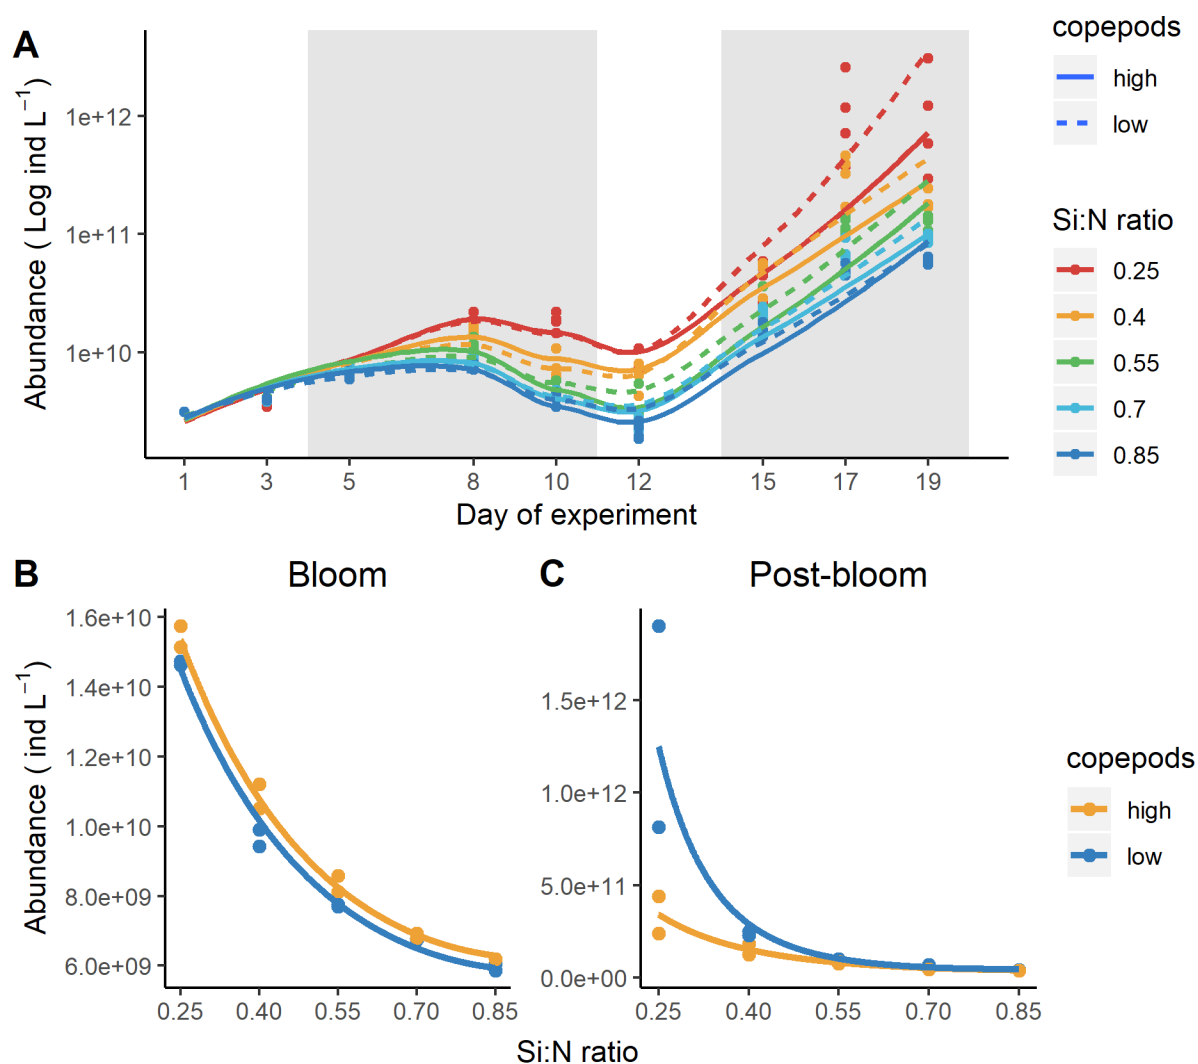 A
Abundance ( Log ind L⁻¹ )
1e+12
1e+11
1e+10
1 3 5 8 10 12 15 17 19
Day of experiment
copepods
high
low
Si:N ratio
0.25
0.4
0.55
0.7
0.85
B
Bloom
Abundance ( ind L⁻¹ )
1.6e+10
1.4e+10
1.2e+10
1.0e+10
8.0e+09
6.0e+09
0.25 0.40 0.55 0.70 0.85
C
Post-bloom
1.5e+12
1.0e+12
5.0e+11
0.0e+00
0.25 0.40 0.55 0.70 0.85
Si:N ratio
copepods
high
low